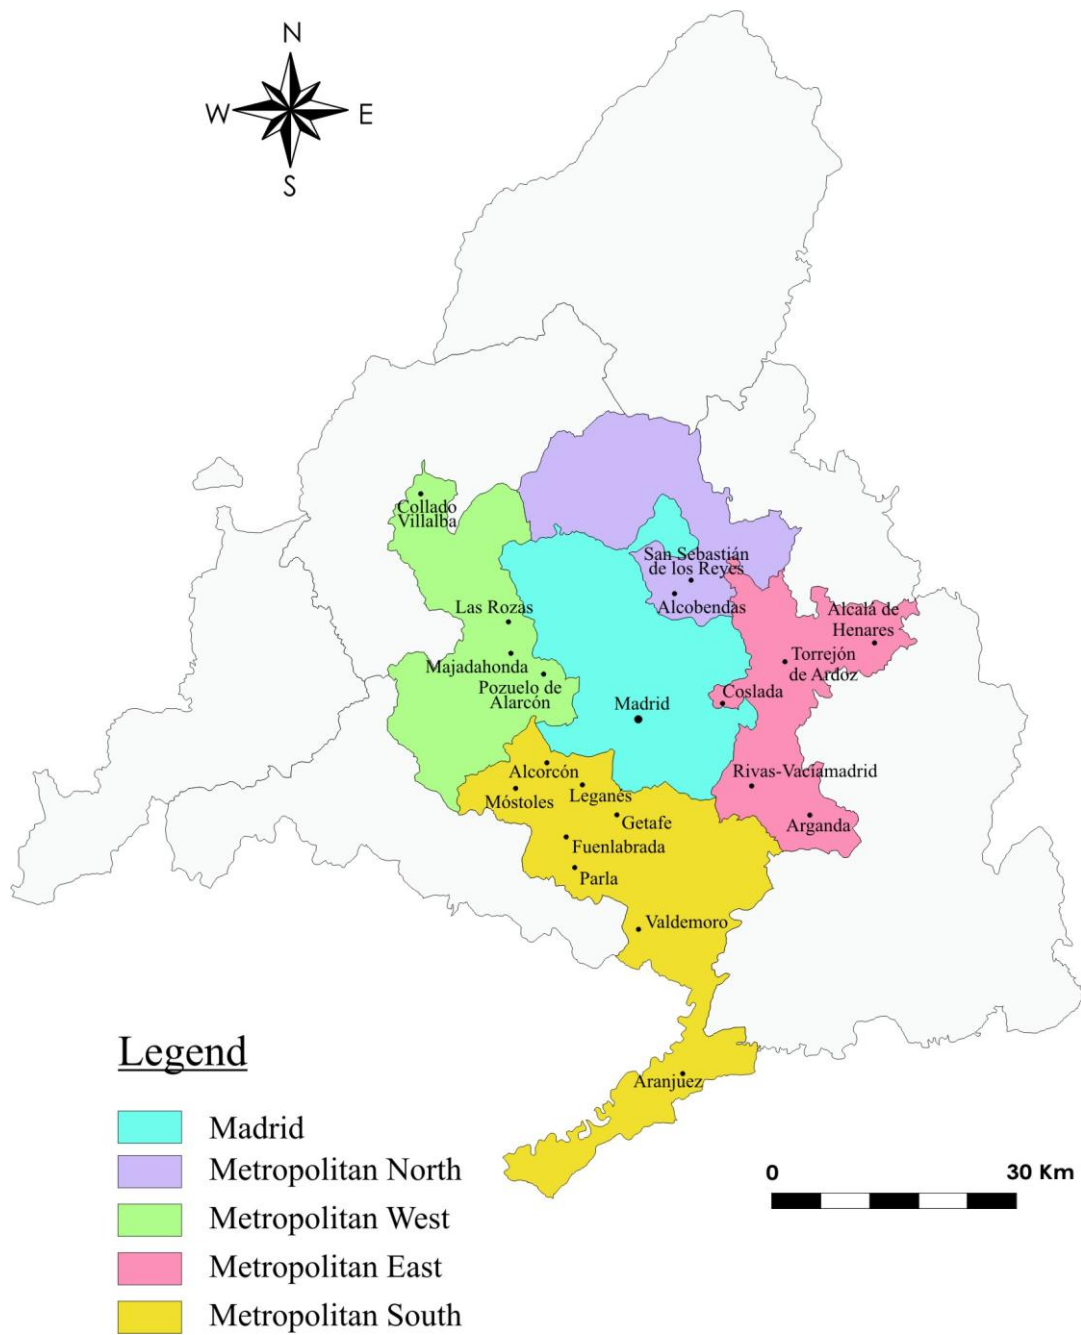 N
W
E
S
Collado
Villalba
San Sebastián
de los Reyes
Alcobendas
Las Rozas
Alcalá de
Henares
Majadahonda
Torrejón
de Ardoz
Pozuelo de
Alarcón
Coslada
Madrid
Alcorcón
Rivas-Vaciamadrid
Móstoles
Leganés
Getafe
Arganda
Fuenlabrada
Parla
Valdemoro
Aranjuez
Legend
Madrid
Metropolitan North
Metropolitan West
Metropolitan East
Metropolitan South
0
30 Km